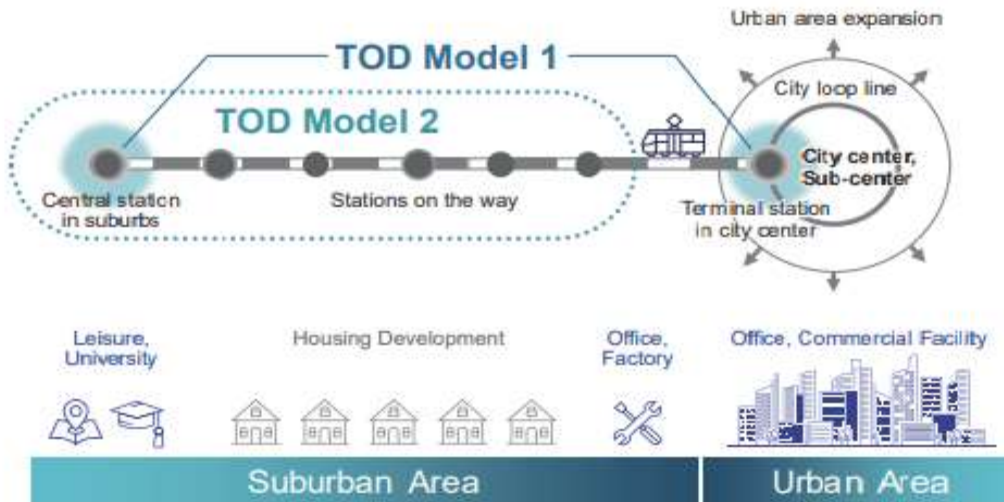 Urban area expansion
TOD Model 1
City loop line
TOD Model 2
City center,
Sub-center
Central station
in suburbs
Stations on the way
Terminal station
in city center
Leisure,
University
Housing Development
Office,
Factory
Office, Commercial Facility
Suburban Area
Urban Area